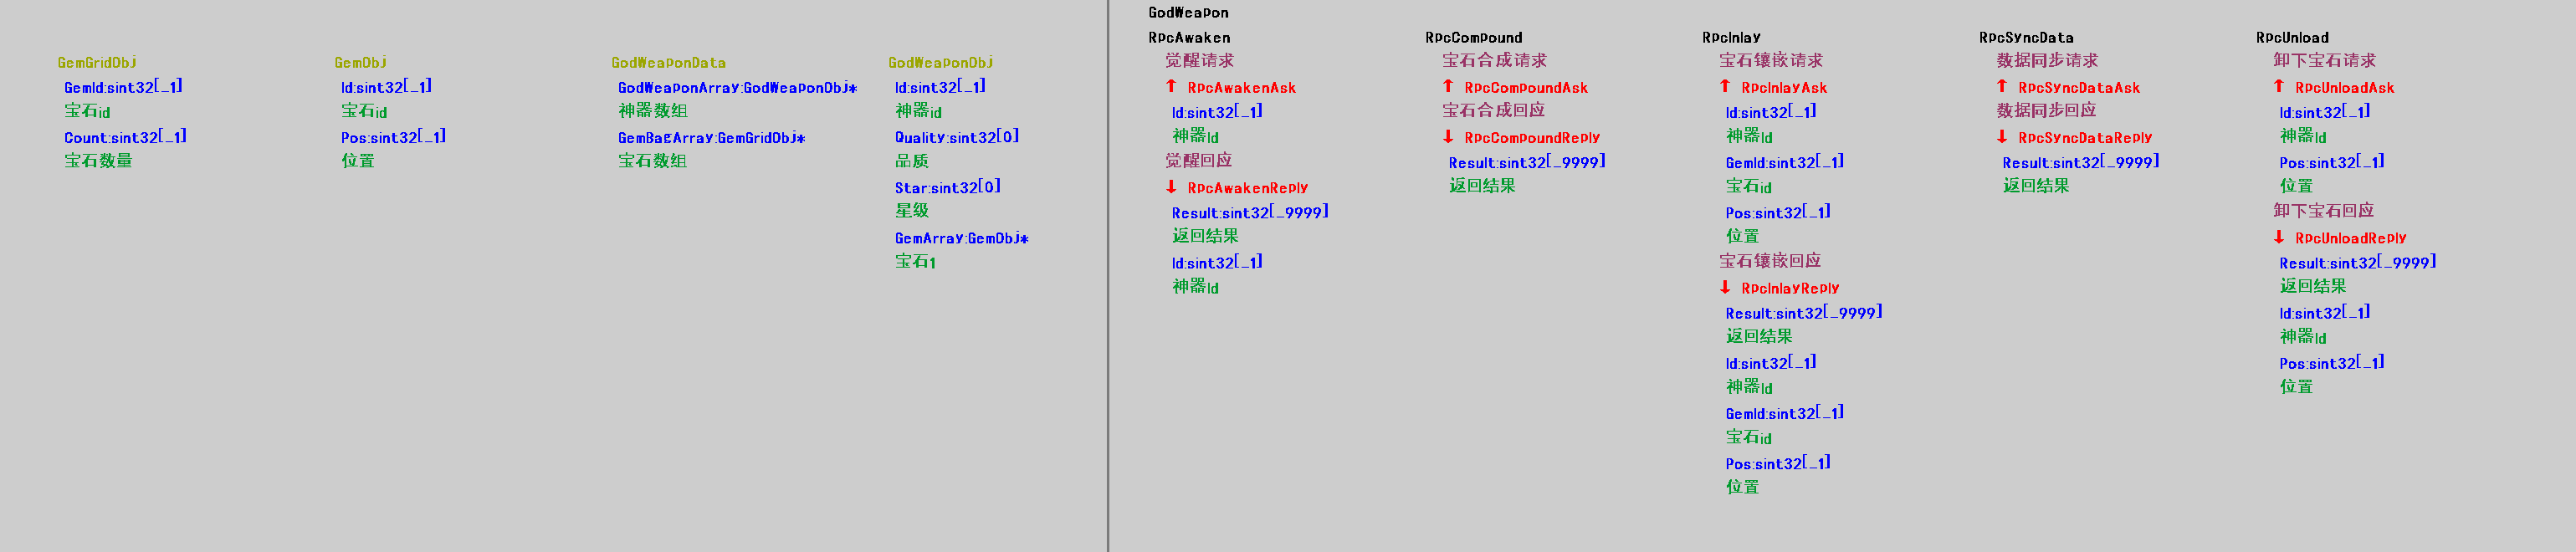 GemGridObj
GemId:sint32[_1]
宝石id
Count:sint32[_1]
宝石数量
GemObj
Id:sint32[_1]
宝石id
Pos:sint32[_1]
位置
GodWeaponData
GodWeaponArray:GodWeaponObj*
神器数组
GemBagArray:GemGridObj*
宝石数组
GodWeaponObj
Id:sint32[_1]
神器id
Quality:sint32[0]
品质
Star:sint32[0]
星级
GemArray:GemObj*
宝石1
GodWeapon
RpcAwaken
觉醒请求
↑ RpcAwakenAsk
Id:sint32[_1]
神器Id
觉醒回应
↓ RpcAwakenReply
Result:sint32[_9999]
返回结果
Id:sint32[_1]
神器Id
RpcCompound
宝石合成请求
↑ RpcCompoundAsk
宝石合成回应
↓ RpcCompoundReply
Result:sint32[_9999]
返回结果
RpcInlay
宝石镶嵌请求
↑ RpcInlayAsk
Id:sint32[_1]
神器Id
GemId:sint32[_1]
宝石id
Pos:sint32[_1]
位置
宝石镶嵌回应
↓ RpcInlayReply
Result:sint32[_9999]
返回结果
Id:sint32[_1]
神器Id
GemId:sint32[_1]
宝石id
Pos:sint32[_1]
位置
RpcSyncData
数据同步请求
↑ RpcSyncDataAsk
数据同步回应
↓ RpcSyncDataReply
Result:sint32[_9999]
返回结果
RpcUnload
卸下宝石请求
↑ RpcUnloadAsk
Id:sint32[_1]
神器Id
Pos:sint32[_1]
位置
卸下宝石回应
↓ RpcUnloadReply
Result:sint32[_9999]
返回结果
Id:sint32[_1]
神器Id
Pos:sint32[_1]
位置